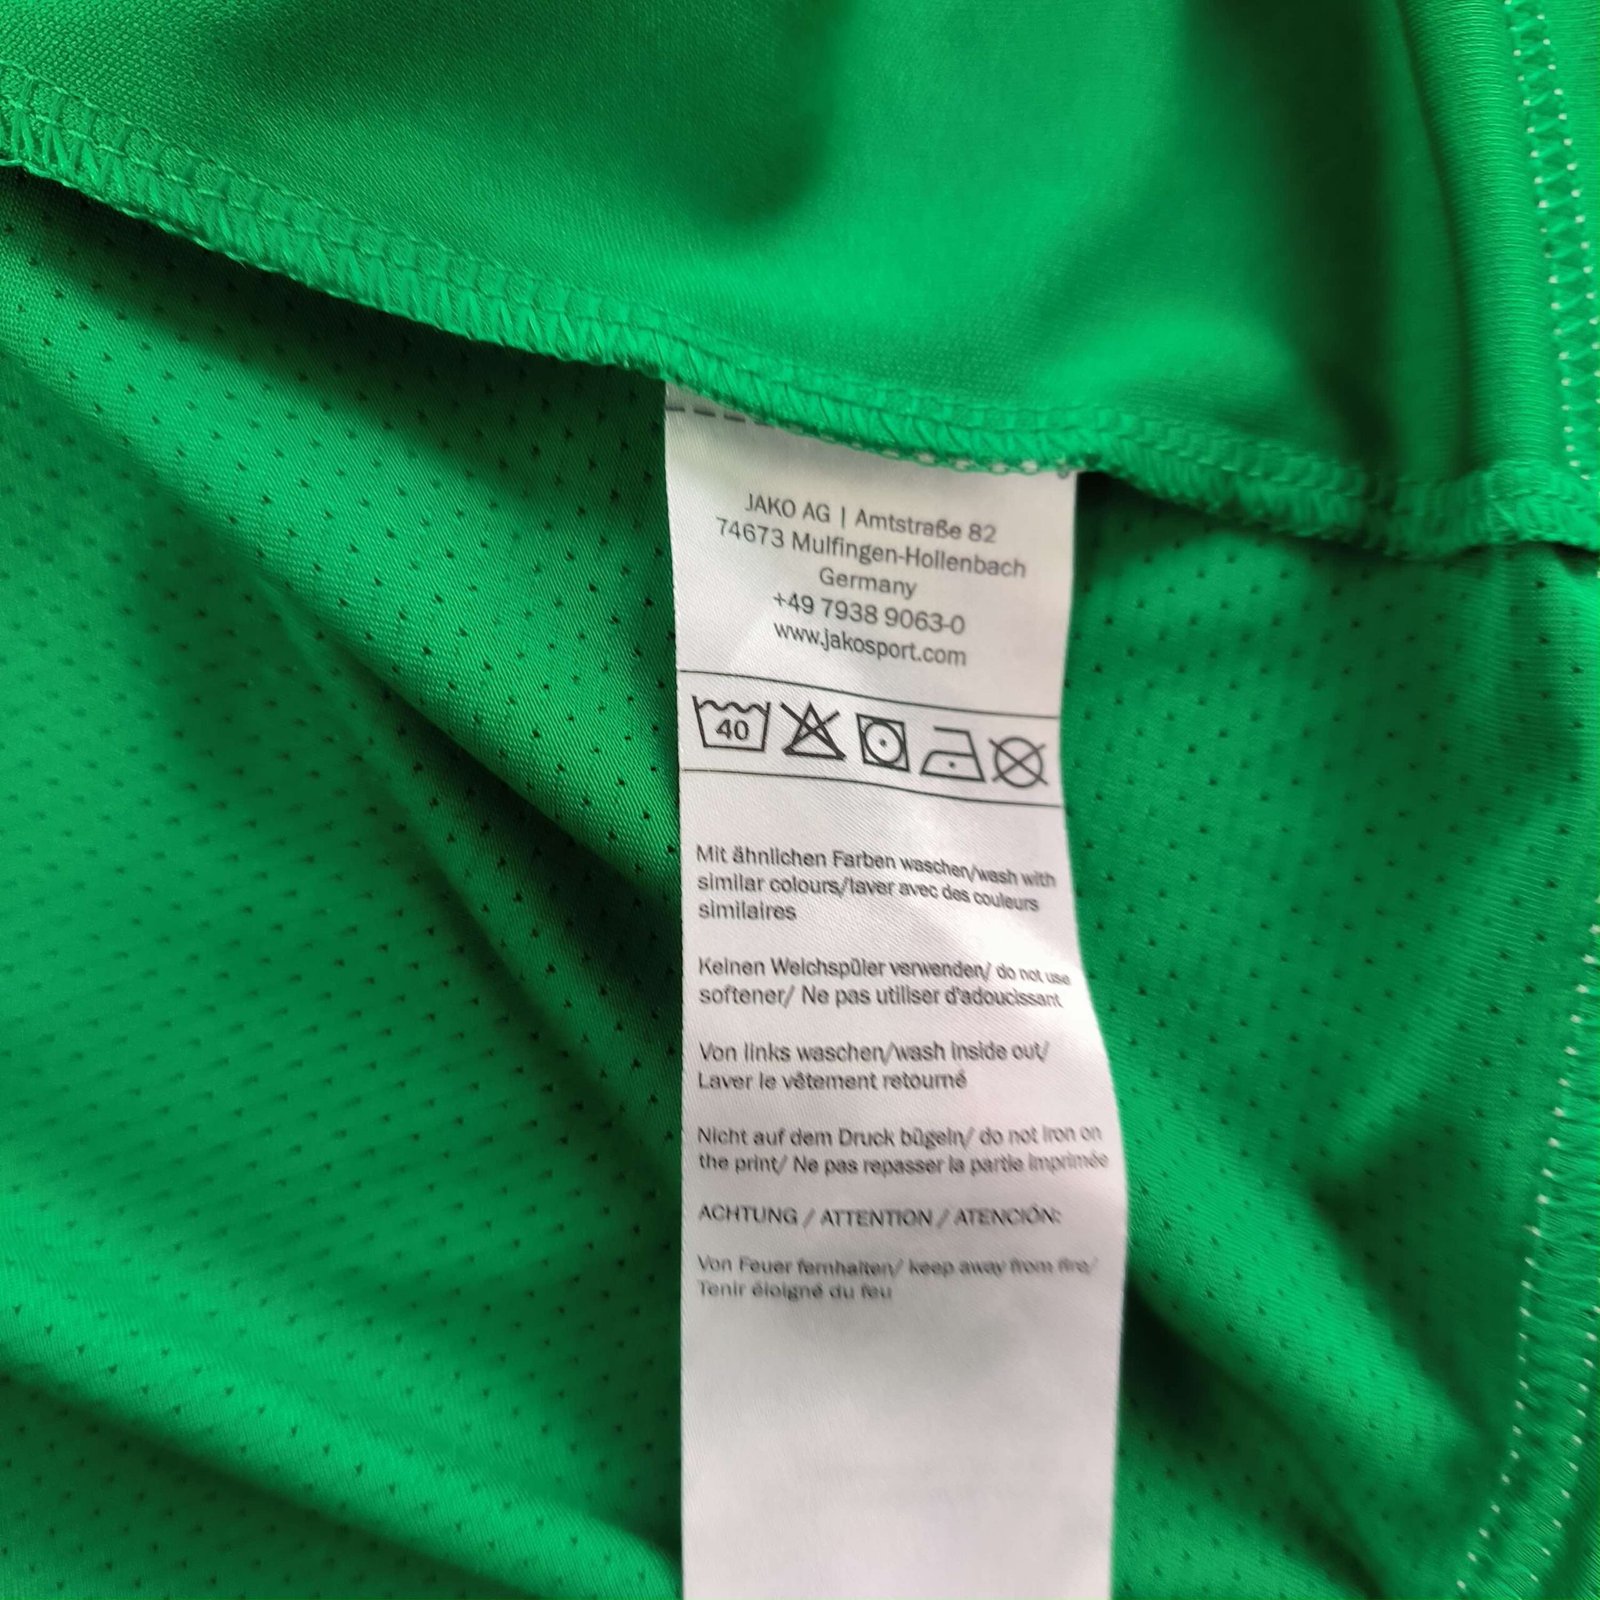 JAKO AG | Amtstraße 82
74673 Mulfingen-Hollenbach
Germany
+49 7938 9063-0
www.jakosport.com
40
Mit ähnlichen Farben waschen/wash with
similar colours/laver avec des couleurs
similaires
Keinen Weichspüler verwenden/ do not use
softener/ Ne pas utiliser d'adoucissant
Von links waschen/wash inside out/
Laver le vêtement retourné
Nicht auf dem Druck bügeln/ do not iron on
the print/ Ne pas repasser la partie imprimée
ACHTUNG / ATTENTION / ATENCIÓN:
Von Feuer fernhalten/ keep away from fire/
Tenir éloigné du feu